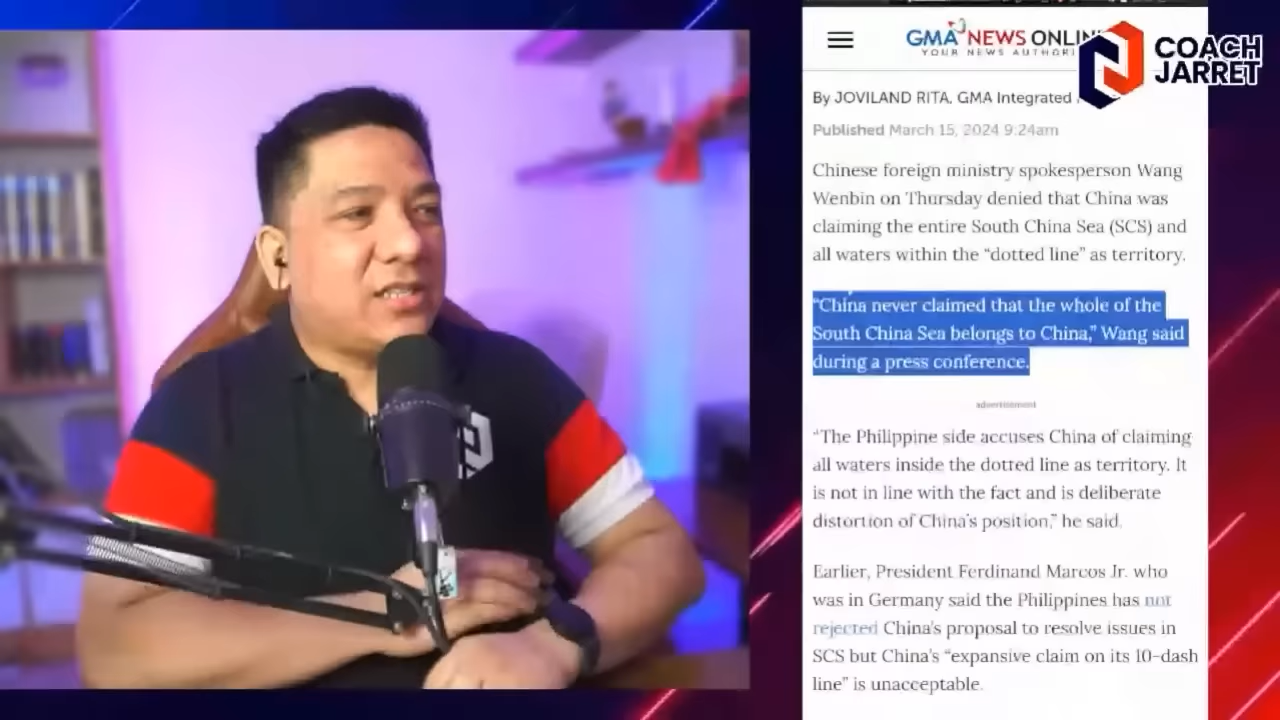 GMA NEWS ONLIN
YOUR NEWS AUTHORI
COACH
JARRET
By JOVILAND RITA, GMA Integrated
Published March 15, 2024 9:24am
Chinese foreign ministry spokesperson Wang
Wenbin on Thursday denied that China was
claiming the entire South China Sea (SCS) and
all waters within the “dotted line” as territory.
“China never claimed that the whole of the
South China Sea belongs to China,” Wang said
during a press conference.
advertisement
“The Philippine side accuses China of claiming
all waters inside the dotted line as territory. It
is not in line with the fact and is deliberate
distortion of China's position,” he said.
Earlier, President Ferdinand Marcos Jr. who
was in Germany said the Philippines has not
rejected China's proposal to resolve issues in
SCS but China's “expansive claim on its 10-dash
line” is unacceptable.